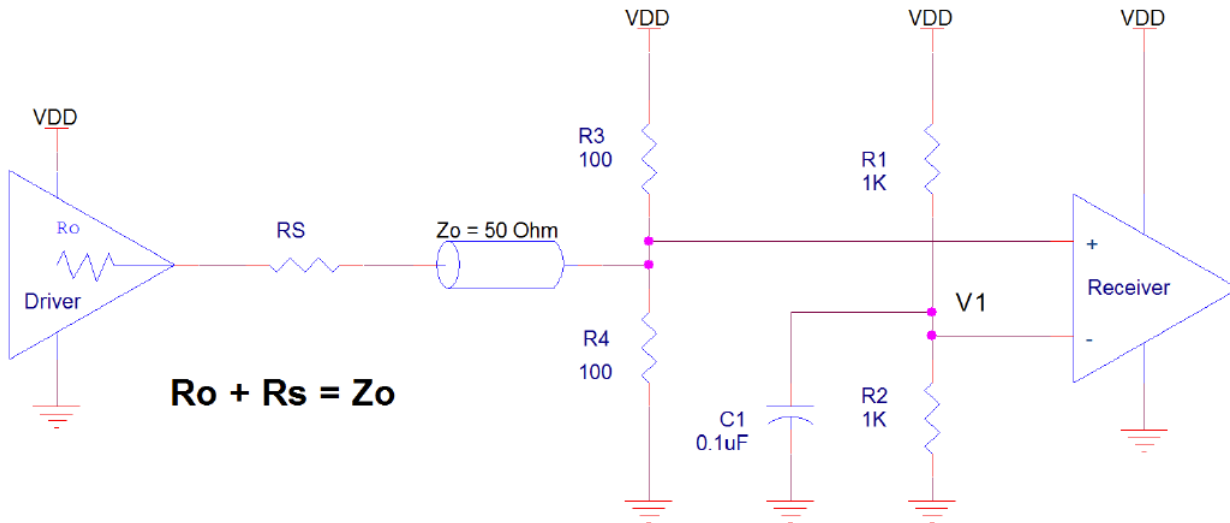 VDD
VDD
VDD
VDD
R3
100
R1
1K
Ro
RS
Zo = 50 Ohm
+
Driver
Receiver
V1
-
R4
100
Ro + Rs = Zo
C1
0.1uF
R2
1K